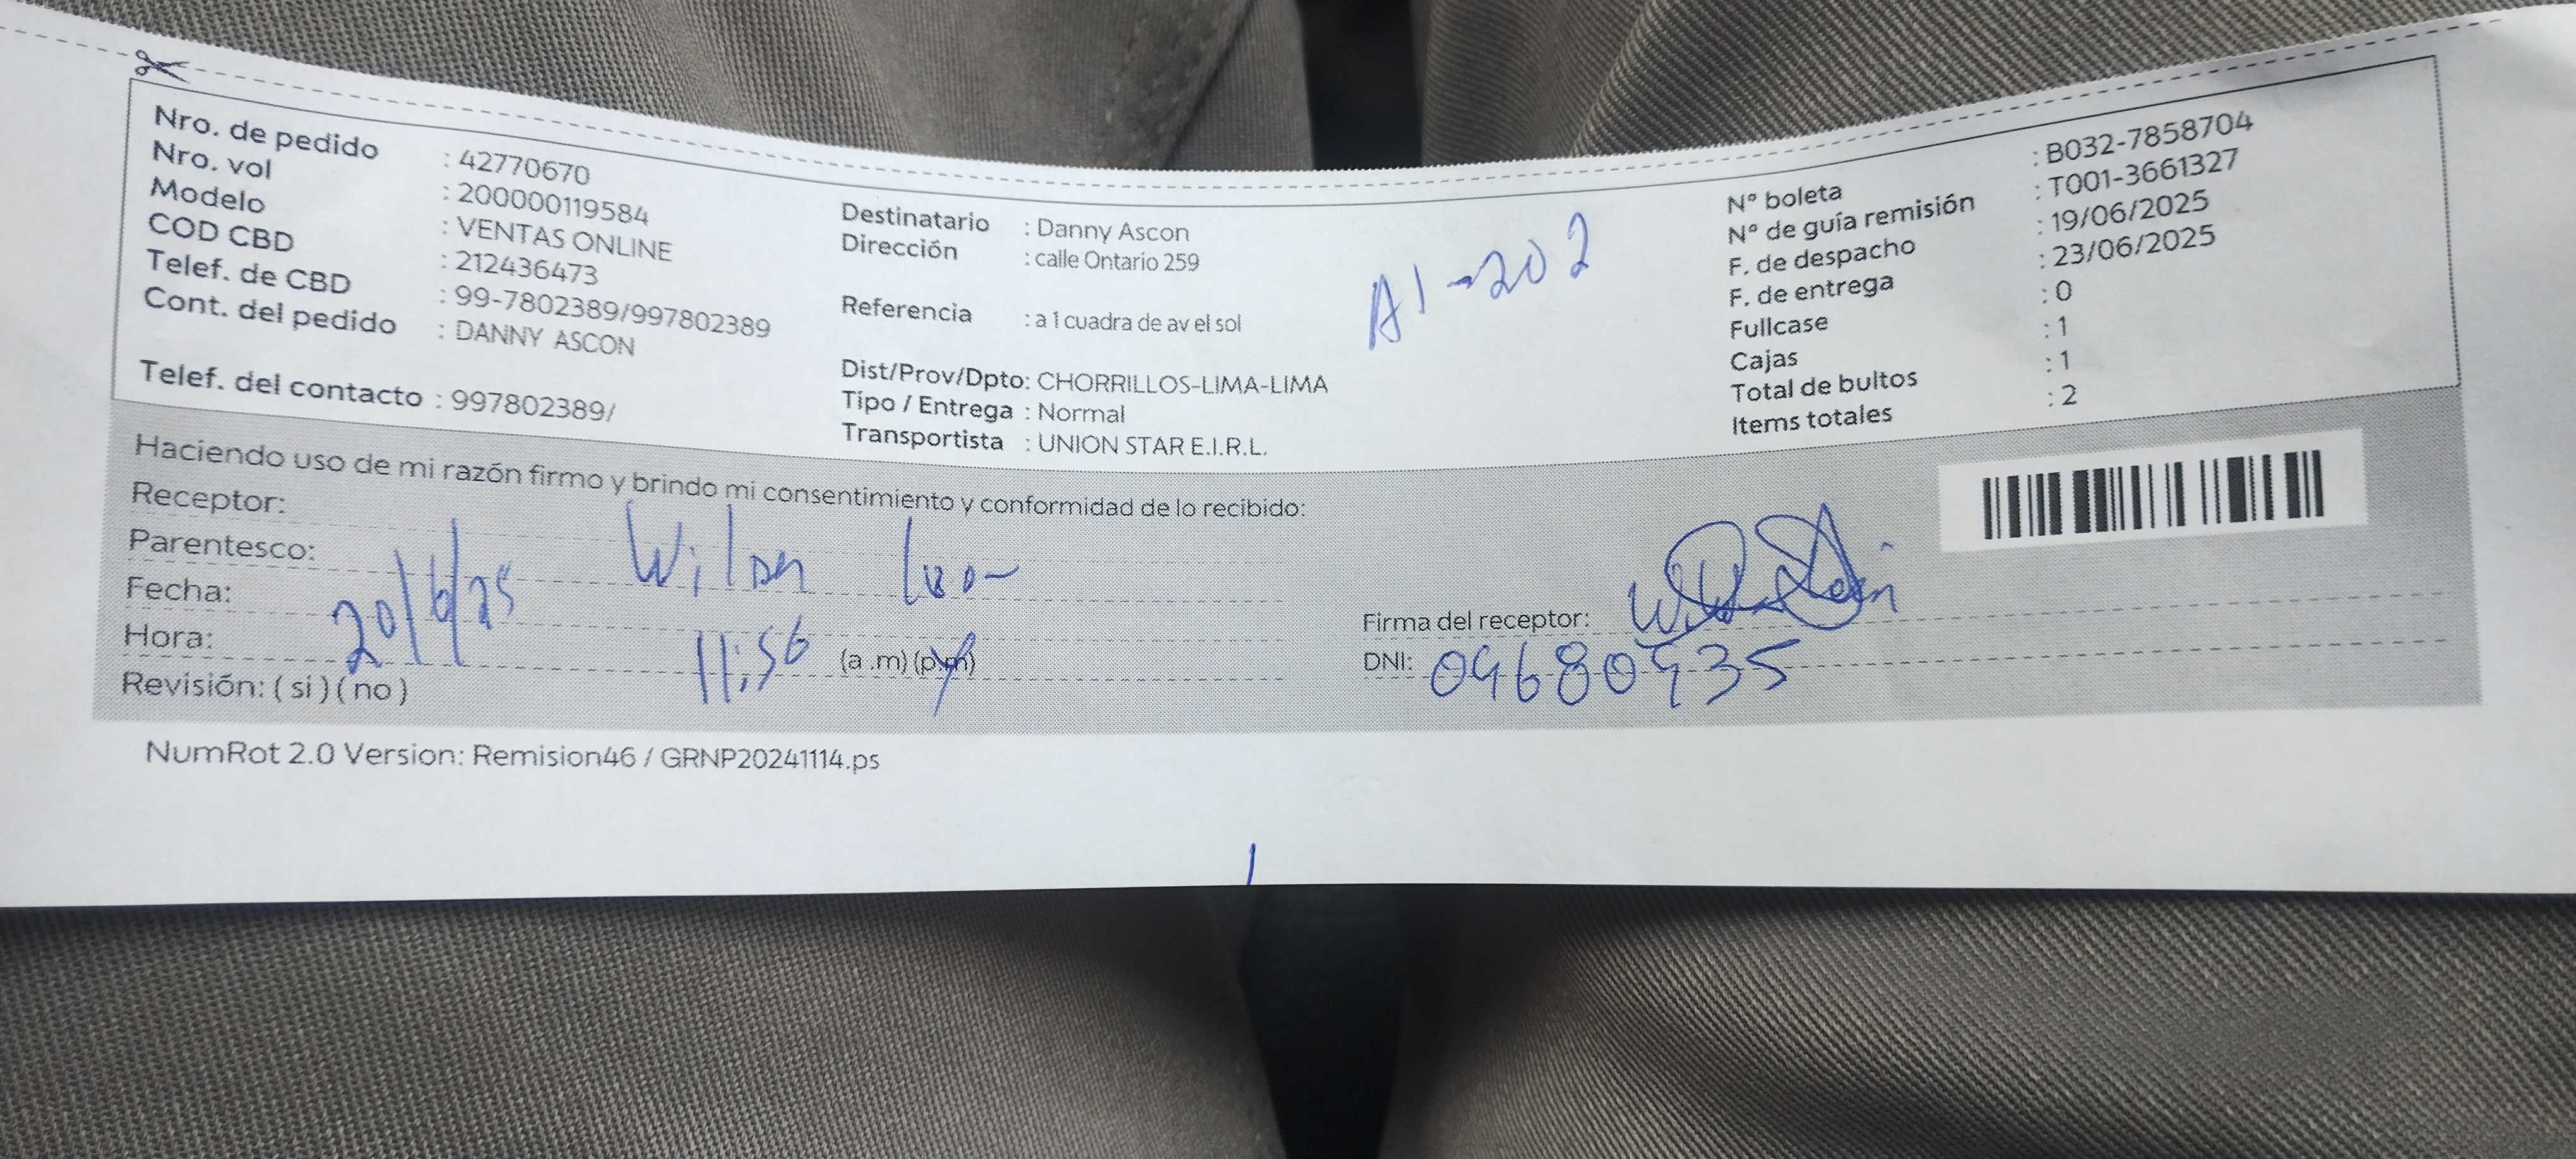 Nro. de pedido : 42770670
Nro. vol : 200000119584
Modelo : VENTAS ONLINE
COD CBD : 212436473
Telef. de CBD : 99-7802389/997802389
Cont. del pedido : DANNY ASCON
Telef. del contacto : 997802389/
Destinatario : Danny Ascon
Dirección : calle Ontario 259
Referencia : a 1 cuadra de av el sol
Dist/Prov/Dpto: CHORRILLOS-LIMA-LIMA
Tipo / Entrega : Normal
Transportista : UNION STAR E.I.R.L.
A1-202
N° boleta : B032-7858704
N° de guía remisión : T001-3661327
F. de despacho : 19/06/2025
F. de entrega : 23/06/2025
Fullcase : 0
Cajas : 1
Total de bultos : 1
Items totales : 2
Haciendo uso de mi razón firmo y brindo mi consentimiento y conformidad de lo recibido:
Receptor:
Parentesco: Wilson
Fecha: 20/6/25
Hora: 11:56 (a .m) (p.m)
Revisión: ( si ) ( no )
Firma del receptor:
DNI: 09680935
NumRot 2.0 Version: Remision46 / GRNP20241114.ps